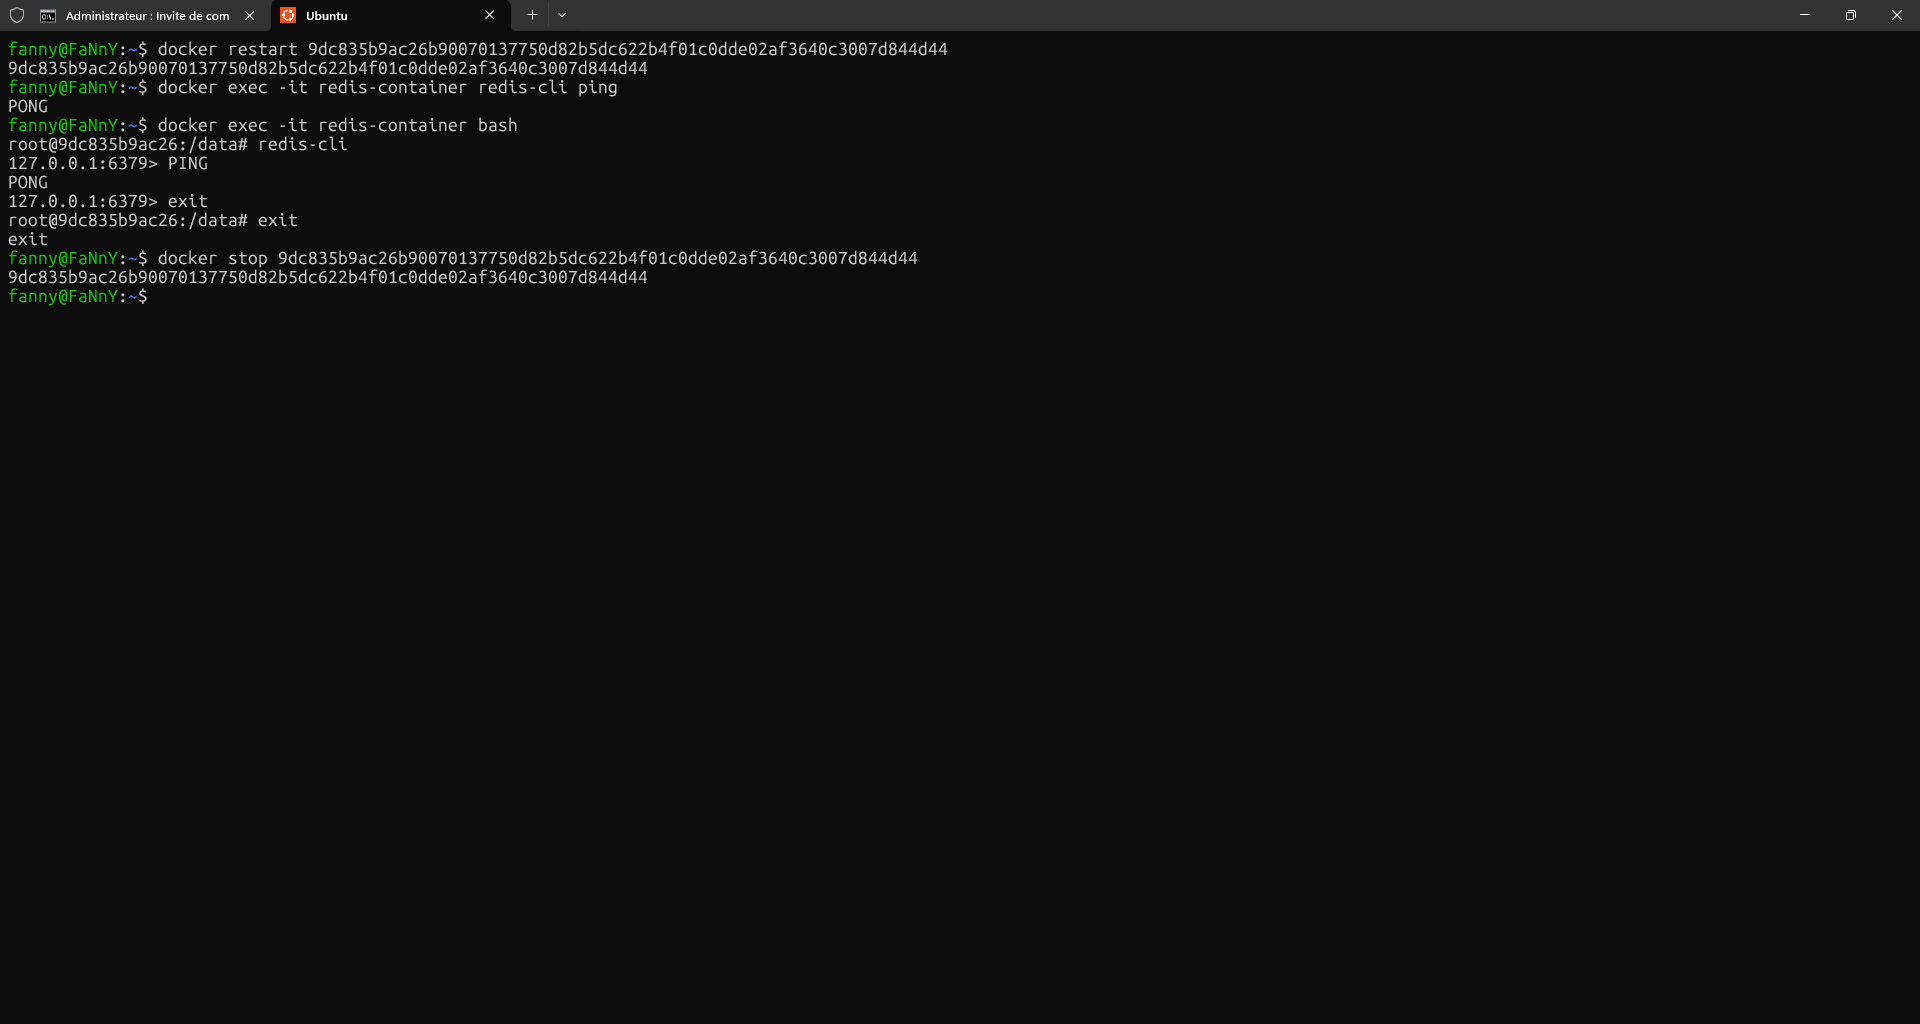 Administrateur : Invite de com
Ubuntu
fanny@FaNnY:~$ docker restart 9dc835b9ac26b90070137750d82b5dc622b4f01c0dde02af3640c3007d844d44
9dc835b9ac26b90070137750d82b5dc622b4f01c0dde02af3640c3007d844d44
fanny@FaNnY:~$ docker exec -it redis-container redis-cli ping
PONG
fanny@FaNnY:~$ docker exec -it redis-container bash
root@9dc835b9ac26:/data# redis-cli
127.0.0.1:6379> PING
PONG
127.0.0.1:6379> exit
root@9dc835b9ac26:/data# exit
exit
fanny@FaNnY:~$ docker stop 9dc835b9ac26b90070137750d82b5dc622b4f01c0dde02af3640c3007d844d44
9dc835b9ac26b90070137750d82b5dc622b4f01c0dde02af3640c3007d844d44
fanny@FaNnY:~$